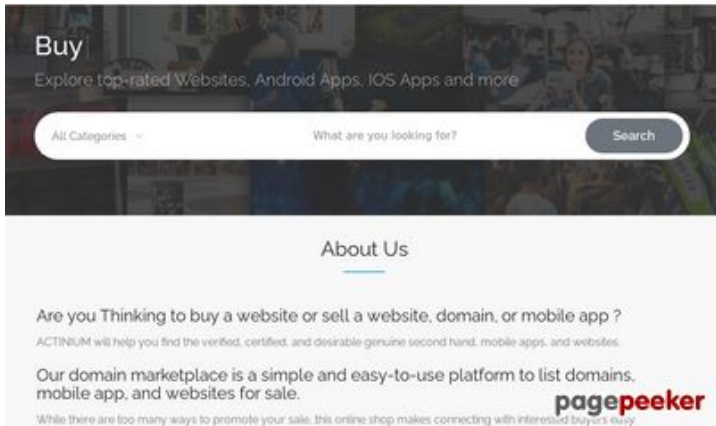 Buy
Explore top-rated Websites, Android Apps, IOS Apps and more
All Categories
What are you looking for?
Search
About Us
Are you Thinking to buy a website or sell a website, domain, or mobile app ?
ACTINIUM will help you find the verified, certified, and desirable genuine second hand, mobile apps, and websites.
Our domain marketplace is a simple and easy-to-use platform to list domains,
mobile app, and websites for sale.
pagepeeker
While there are too many ways to promote your sale, this online shop makes connecting with interested buyers easy